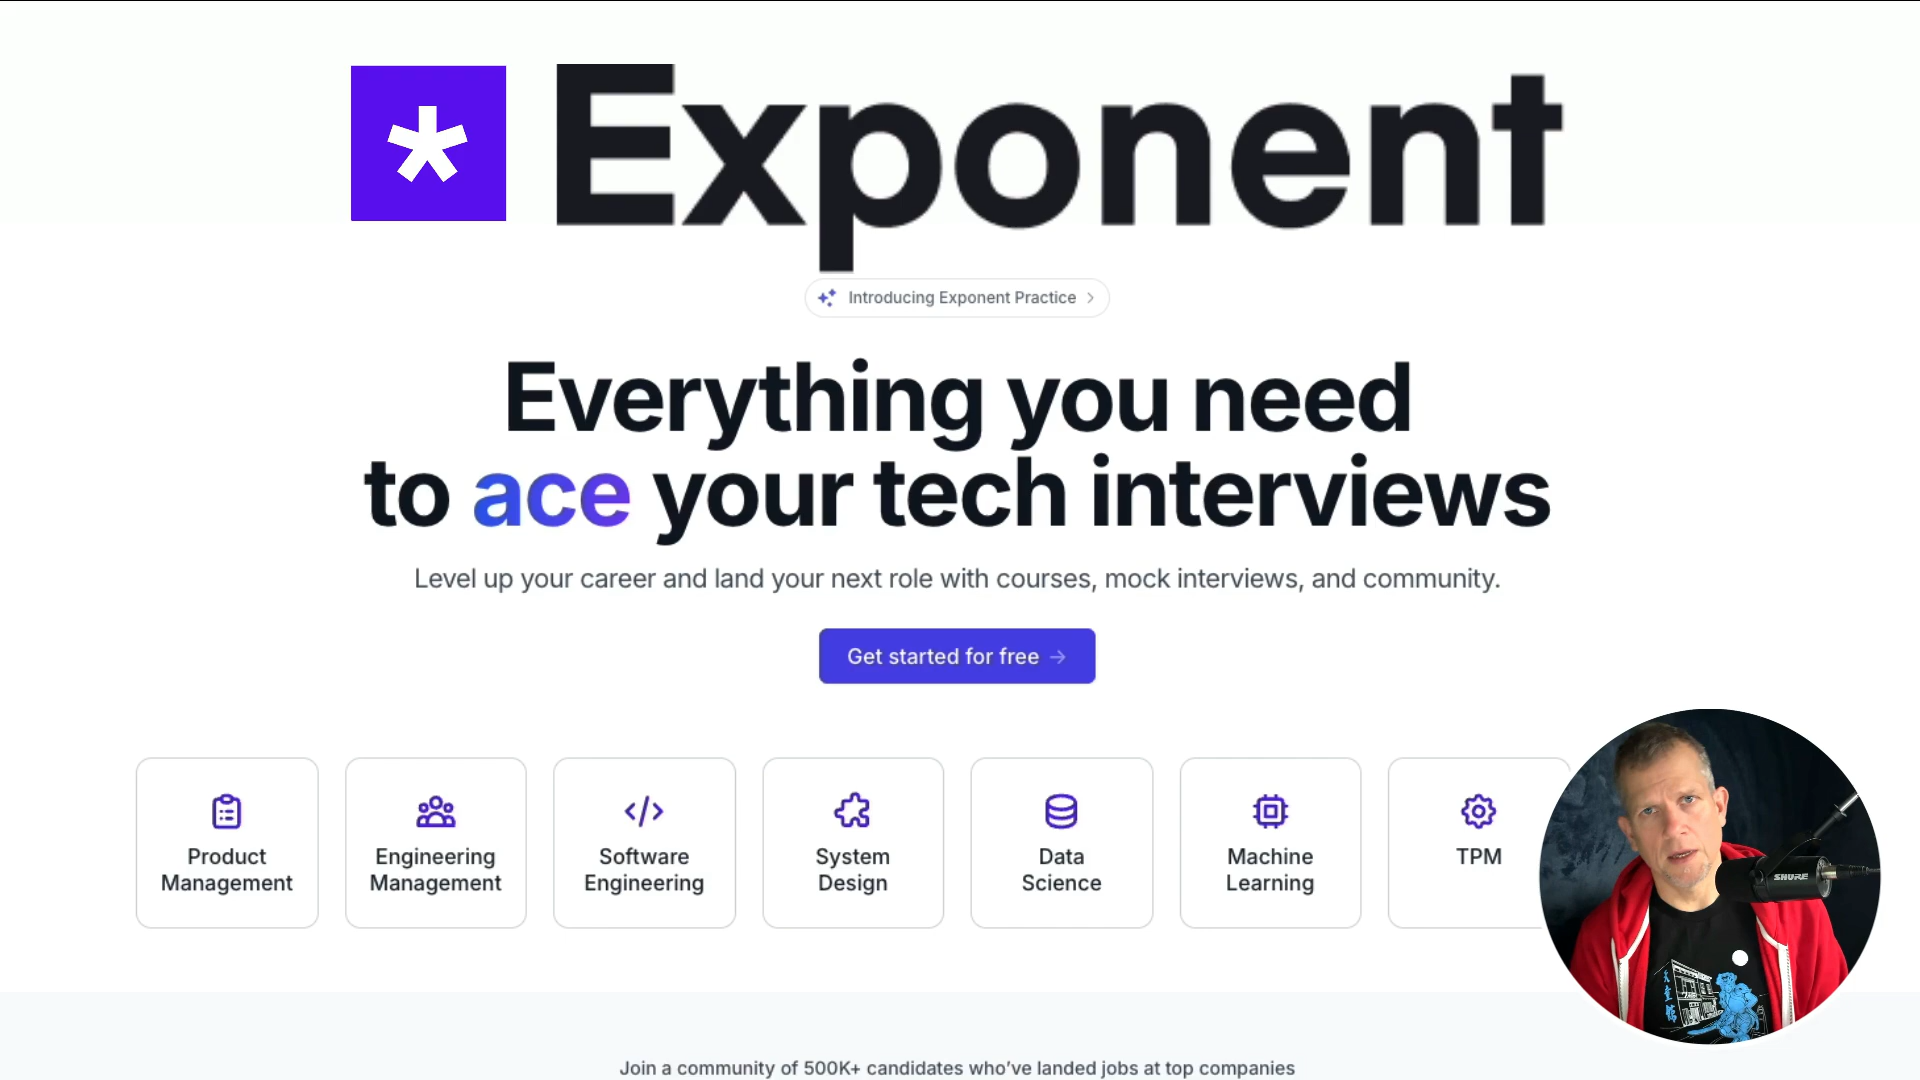 Exponent
Introducing Exponent Practice
Everything you need
to ace your tech interviews
Level up your career and land your next role with courses, mock interviews, and community.
Get started for free →
Product
Management
Engineering
Management
Software
Engineering
System
Design
Data
Science
Machine
Learning
TPM
SHURE
Join a community of 500K+ candidates who've landed jobs at top companies